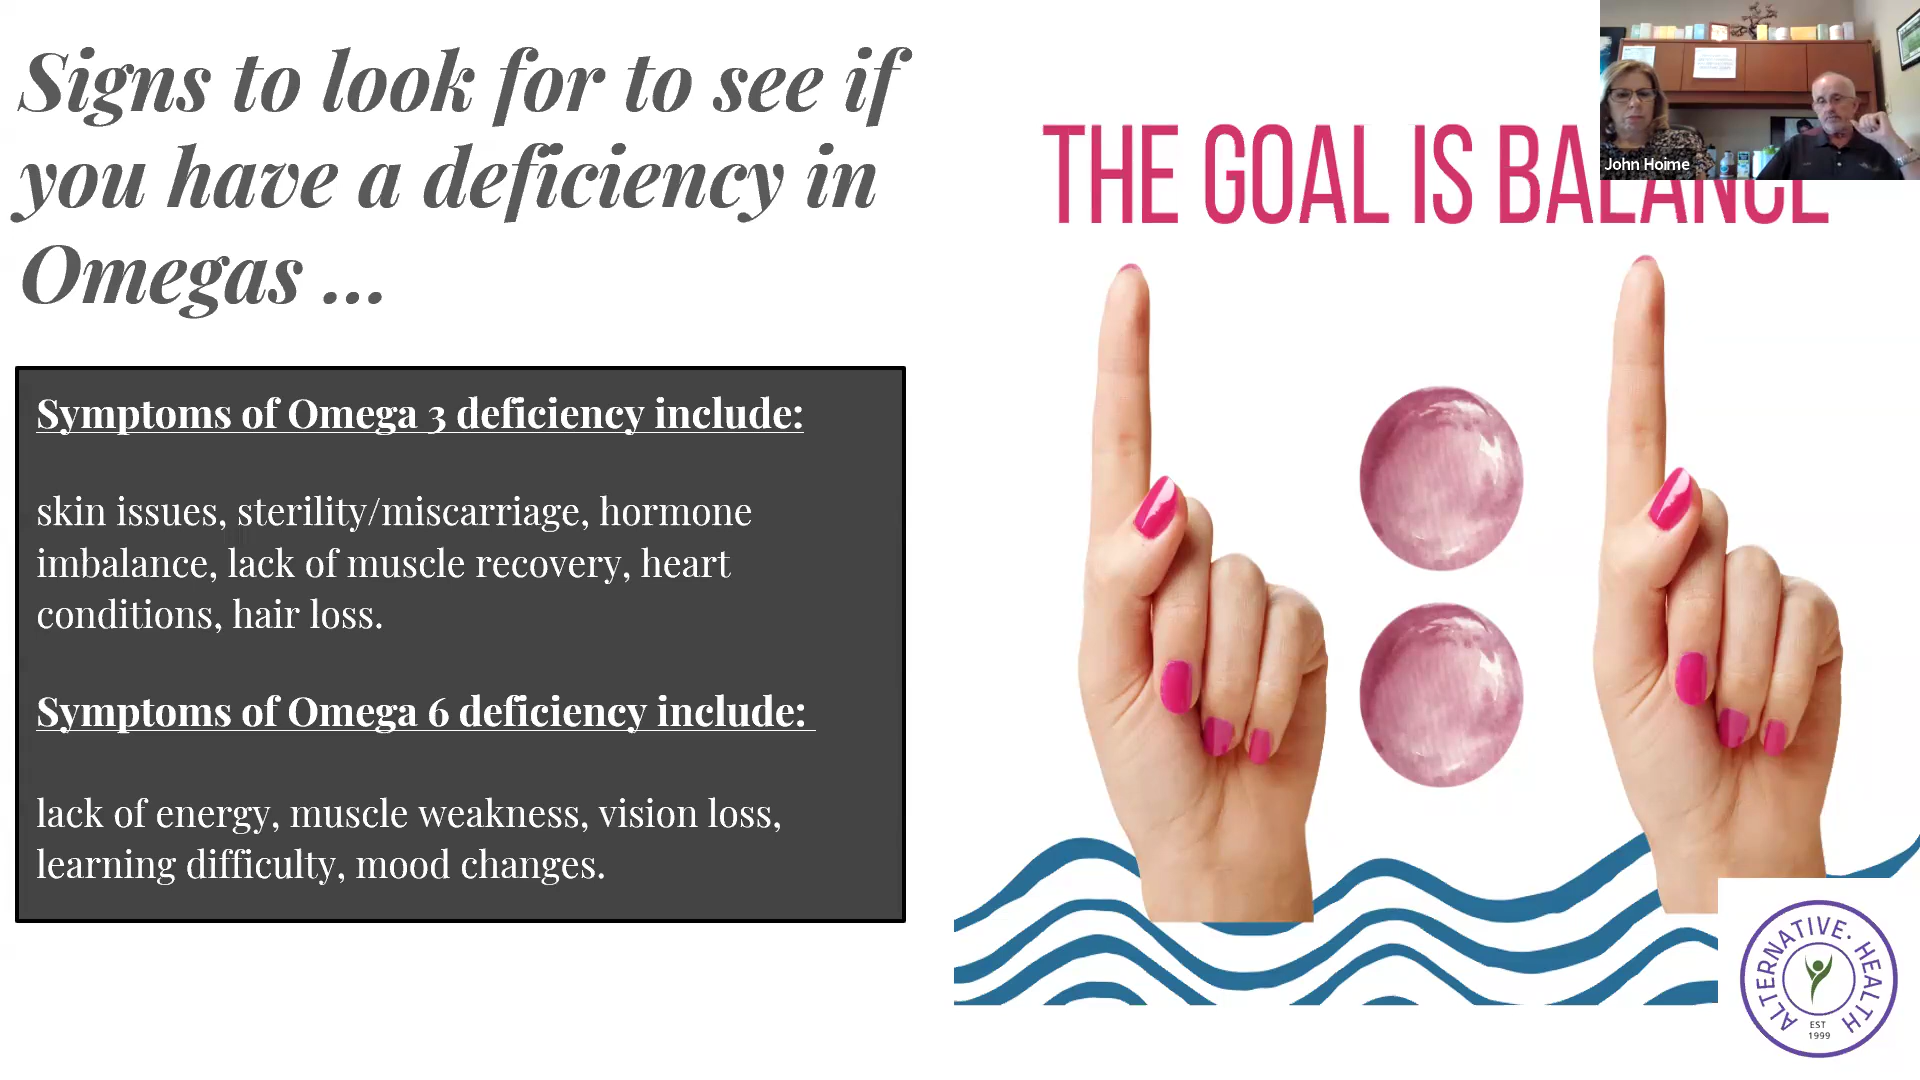 Signs to look for to see if
you have a deficiency in
Omegas ...
Symptoms of Omega 3 deficiency include:
skin issues, sterility/miscarriage, hormone
imbalance, lack of muscle recovery, heart
conditions, hair loss.
Symptoms of Omega 6 deficiency include:
lack of energy, muscle weakness, vision loss,
learning difficulty, mood changes.
THE GOAL IS BALANCE
John Hoime
ALTERNATIVE · HEALTH
EST
1999